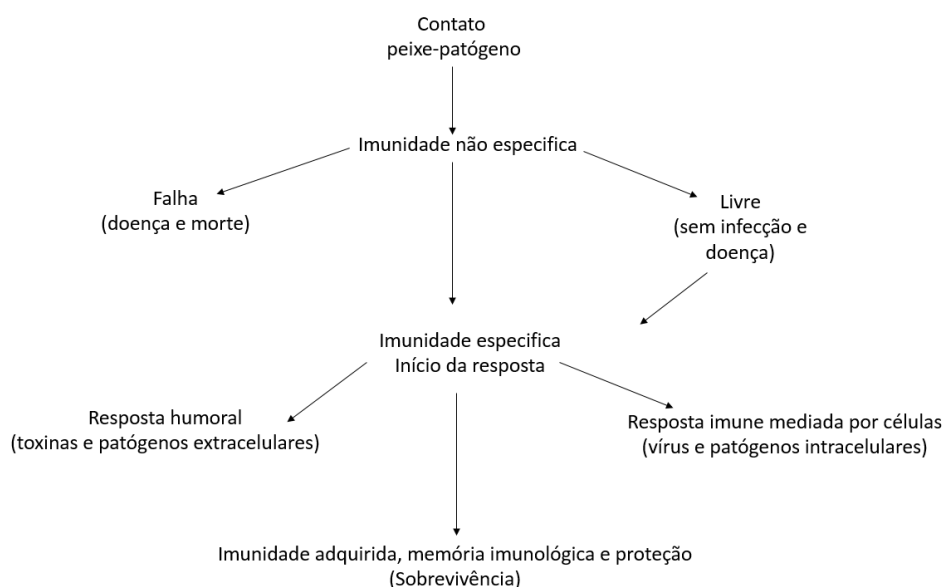 Contato
peixe-patógeno
Imunidade não especifica
Falha
(doença e morte)
Livre
(sem infecção e
doença)
Imunidade especifica
Início da resposta
Resposta humoral
(toxinas e patógenos extracelulares)
Resposta imune mediada por células
(vírus e patógenos intracelulares)
Imunidade adquirida, memória imunológica e proteção
(Sobrevivência)